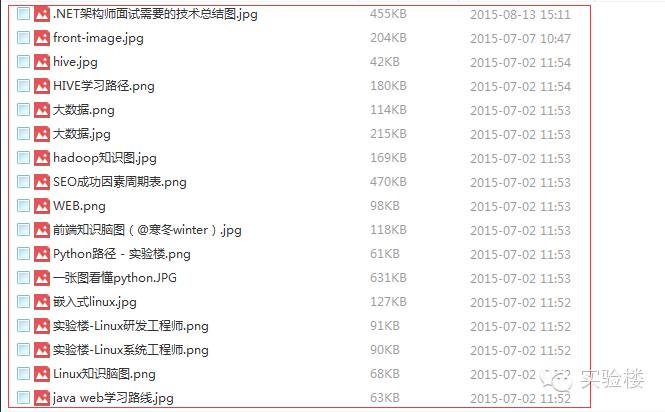 .NET架构师面试需要的技术总结图.jpg 455KB 2015-08-13 15:11
front-image.jpg 204KB 2015-07-07 10:47
hive.jpg 42KB 2015-07-02 11:54
HIVE学习路径.png 180KB 2015-07-02 11:54
大数据.png 114KB 2015-07-02 11:53
大数据.jpg 215KB 2015-07-02 11:53
hadoop知识图.jpg 169KB 2015-07-02 11:53
SEO成功因素周期表.png 470KB 2015-07-02 11:53
WEB.png 98KB 2015-07-02 11:53
前端知识脑图（@寒冬winter）.jpg 118KB 2015-07-02 11:53
Python路径 - 实验楼.png 61KB 2015-07-02 11:53
一张图看懂python.JPG 631KB 2015-07-02 11:53
嵌入式linux.jpg 127KB 2015-07-02 11:52
实验楼-Linux研发工程师.png 91KB 2015-07-02 11:52
实验楼-Linux系统工程师.png 90KB 2015-07-02 11:52
Linux知识脑图.png 68KB 2015-07-02 11:52
实验楼
java web学习路线.jpg 63KB 2015-07-02 11:52